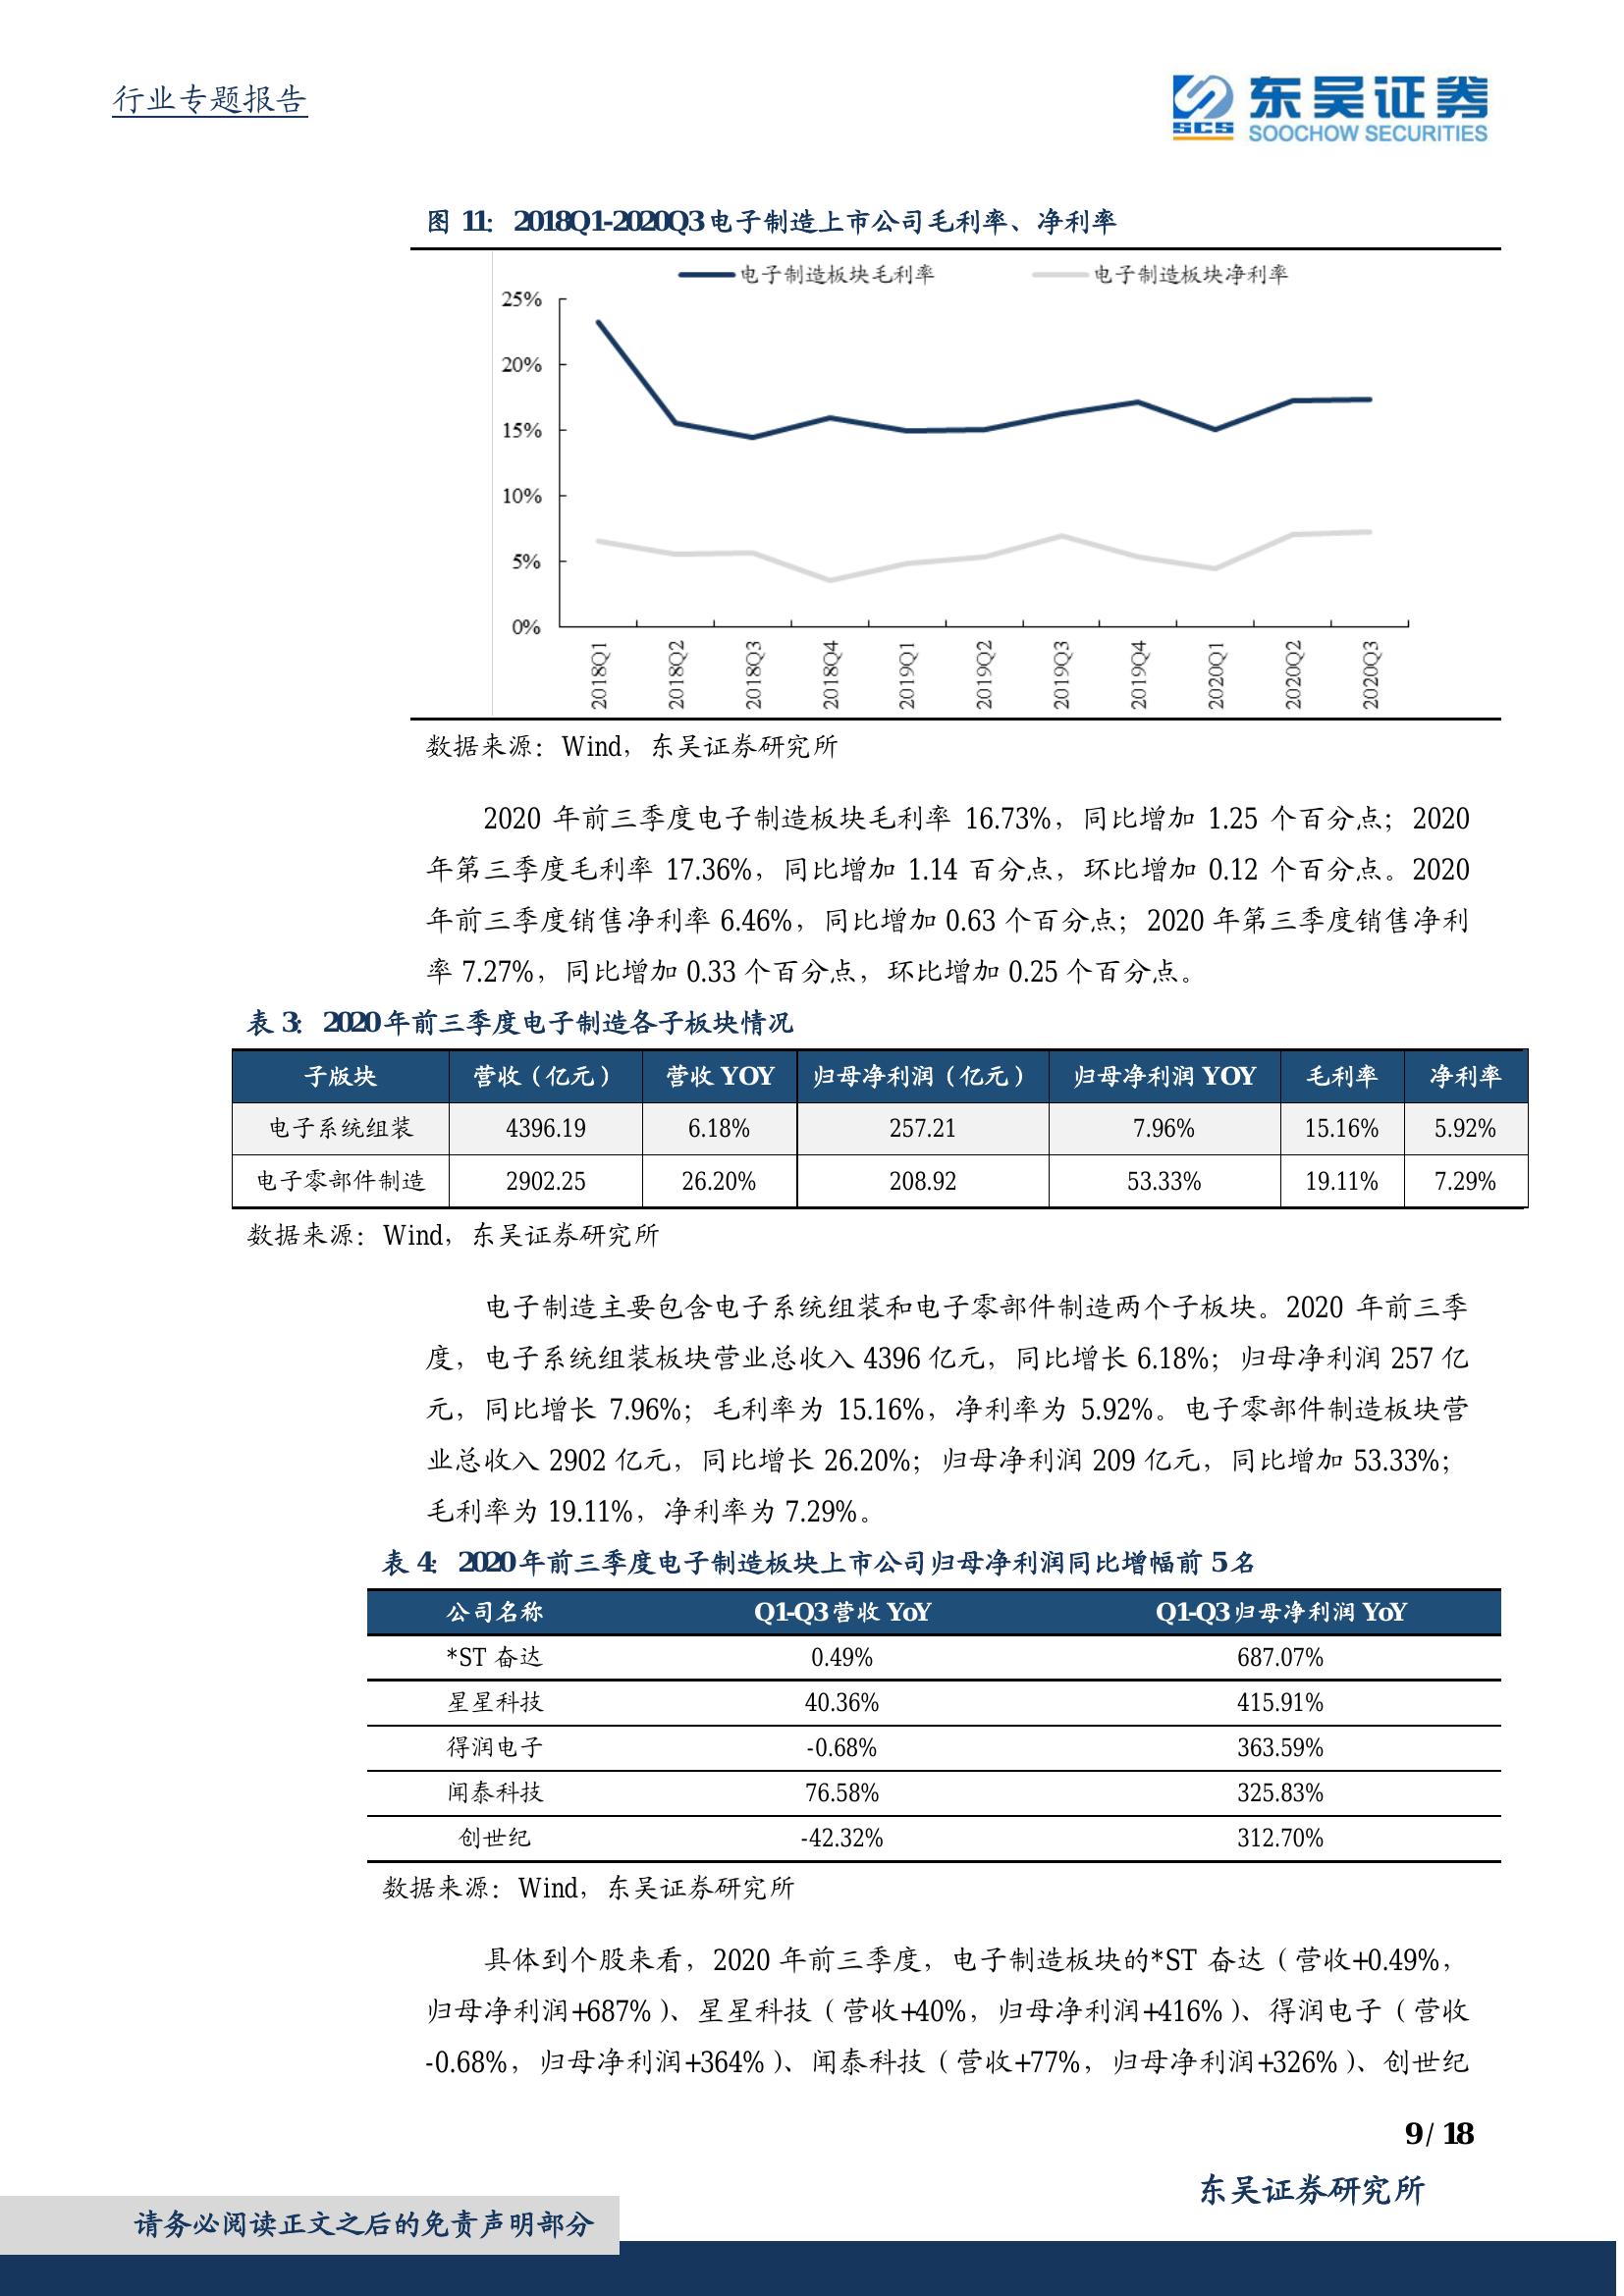 行业专题报告
东吴证券
SCS
SOOCHOW SECURITIES
图 11： 2018Q1-2020Q3 电子制造上市公司毛利率、净利率
电子制造板块毛利率 电子制造板块净利率
25%
20%
15%
10%
5%
0%
2018Q1 2018Q2 2018Q3 2018Q4 2019Q1 2019Q2 2019Q3 2019Q4 2020Q1 2020Q2 2020Q3
数据来源：Wind，东吴证券研究所
2020 年前三季度电子制造板块毛利率 16.73%，同比增加 1.25 个百分点；2020
年第三季度毛利率 17.36%，同比增加 1.14 百分点，环比增加 0.12 个百分点。2020
年前三季度销售净利率 6.46%，同比增加 0.63 个百分点；2020 年第三季度销售净利
率 7.27%，同比增加 0.33 个百分点，环比增加 0.25 个百分点。
表 3： 2020 年前三季度电子制造各子板块情况
子版块 营收（亿元） 营收 YOY 归母净利润（亿元） 归母净利润 YOY 毛利率 净利率
电子系统组装 4396.19 6.18% 257.21 7.96% 15.16% 5.92%
电子零部件制造 2902.25 26.20% 208.92 53.33% 19.11% 7.29%
数据来源：Wind，东吴证券研究所
电子制造主要包含电子系统组装和电子零部件制造两个子板块。2020 年前三季
度，电子系统组装板块营业总收入 4396 亿元，同比增长 6.18%；归母净利润 257 亿
元，同比增长 7.96%；毛利率为 15.16%，净利率为 5.92%。电子零部件制造板块营
业总收入 2902 亿元，同比增长 26.20%；归母净利润 209 亿元，同比增加 53.33%；
毛利率为 19.11%，净利率为 7.29%。
表 4： 2020 年前三季度电子制造板块上市公司归母净利润同比增幅前 5 名
公司名称 Q1-Q3 营收 YoY Q1-Q3 归母净利润 YoY
*ST 奋达 0.49% 687.07%
星星科技 40.36% 415.91%
得润电子 -0.68% 363.59%
闻泰科技 76.58% 325.83%
创世纪 -42.32% 312.70%
数据来源：Wind，东吴证券研究所
具体到个股来看，2020 年前三季度，电子制造板块的*ST 奋达（营收+0.49%，
归母净利润+687%）、星星科技（营收+40%，归母净利润+416%）、得润电子（营收
-0.68%，归母净利润+364%）、闻泰科技（营收+77%，归母净利润+326%）、创世纪
9 / 18
东吴证券研究所
请务必阅读正文之后的免责声明部分